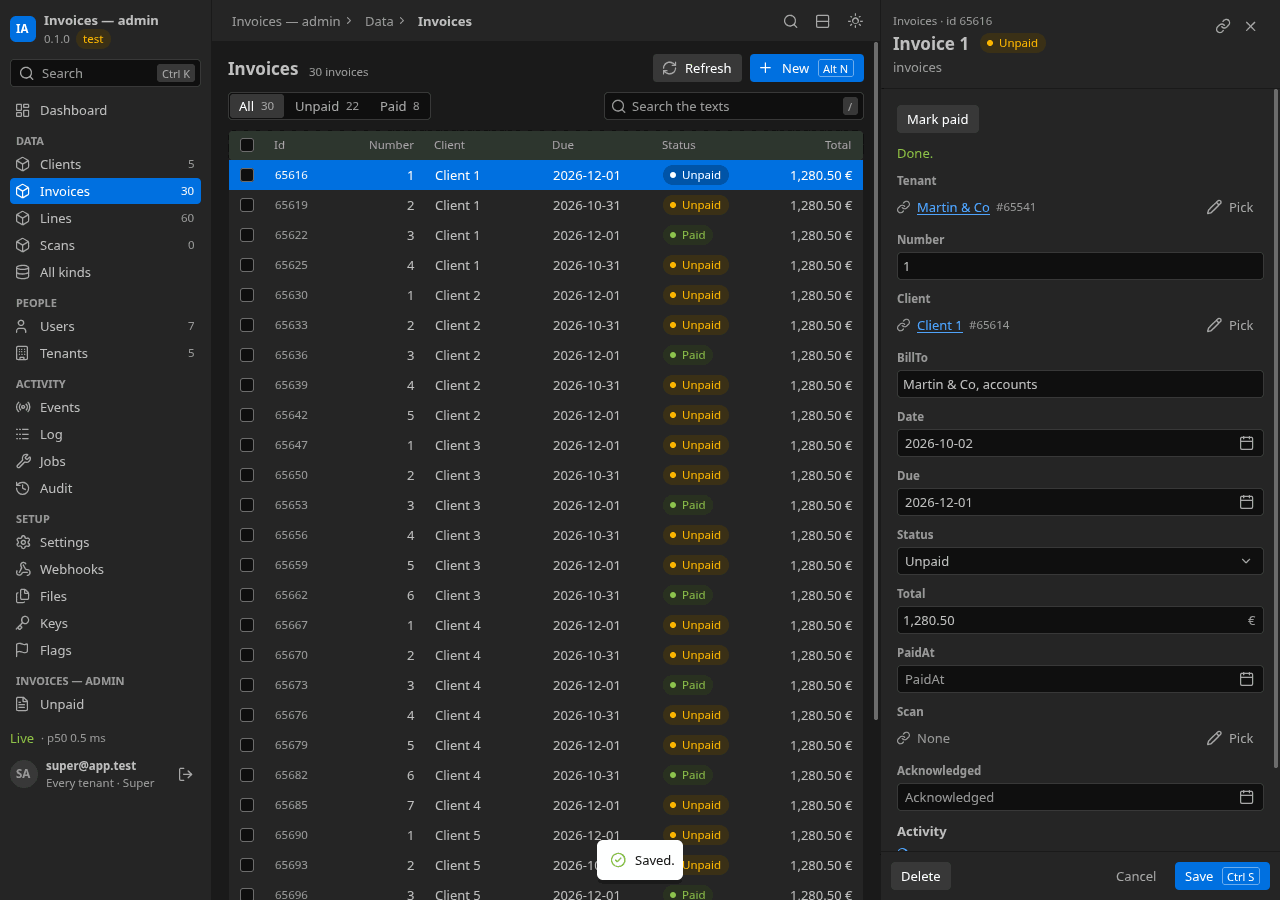 IA
Invoices — admin
0.1.0 test
Search Ctrl K
Dashboard
DATA
Clients 5
Invoices 30
Lines 60
Scans 0
All kinds
PEOPLE
Users 7
Tenants 5
ACTIVITY
Events
Log
Jobs
Audit
SETUP
Settings
Webhooks
Files
Keys
Flags
INVOICES — ADMIN
Unpaid
Live · p50 0.5 ms
SA
super@app.test
Every tenant · Super
Invoices — admin Data Invoices
Invoices 30 invoices
Refresh
New Alt N
All 30 Unpaid 22 Paid 8
Search the texts /
Id Number Client Due Status Total
65616 1 Client 1 2026-12-01 Unpaid 1,280.50 €
65619 2 Client 1 2026-10-31 Unpaid 1,280.50 €
65622 3 Client 1 2026-12-01 Paid 1,280.50 €
65625 4 Client 1 2026-10-31 Unpaid 1,280.50 €
65630 1 Client 2 2026-12-01 Unpaid 1,280.50 €
65633 2 Client 2 2026-10-31 Unpaid 1,280.50 €
65636 3 Client 2 2026-12-01 Paid 1,280.50 €
65639 4 Client 2 2026-10-31 Unpaid 1,280.50 €
65642 5 Client 2 2026-12-01 Unpaid 1,280.50 €
65647 1 Client 3 2026-12-01 Unpaid 1,280.50 €
65650 2 Client 3 2026-10-31 Unpaid 1,280.50 €
65653 3 Client 3 2026-12-01 Paid 1,280.50 €
65656 4 Client 3 2026-10-31 Unpaid 1,280.50 €
65659 5 Client 3 2026-12-01 Unpaid 1,280.50 €
65662 6 Client 3 2026-10-31 Paid 1,280.50 €
65667 1 Client 4 2026-12-01 Unpaid 1,280.50 €
65670 2 Client 4 2026-10-31 Unpaid 1,280.50 €
65673 3 Client 4 2026-12-01 Paid 1,280.50 €
65676 4 Client 4 2026-10-31 Unpaid 1,280.50 €
65679 5 Client 4 2026-12-01 Unpaid 1,280.50 €
65682 6 Client 4 2026-10-31 Paid 1,280.50 €
65685 7 Client 4 2026-12-01 Unpaid 1,280.50 €
65690 1 Client 5 2026-12-01 Unpaid 1,280.50 €
65693 2 Client 5 Unpaid 1,280.50 €
65696 3 Client 5 2026-12-01 Paid 1,280.50 €
Saved.
Invoices · id 65616
Invoice 1 Unpaid
invoices
Mark paid
Done.
Tenant
Martin & Co #65541 Pick
Number
1
Client
Client 1 #65614 Pick
BillTo
Martin & Co, accounts
Date
2026-10-02
Due
2026-12-01
Status
Unpaid
Total
1,280.50 €
PaidAt
PaidAt
Scan
None Pick
Acknowledged
Acknowledged
Activity
Delete
Cancel
Save Ctrl S